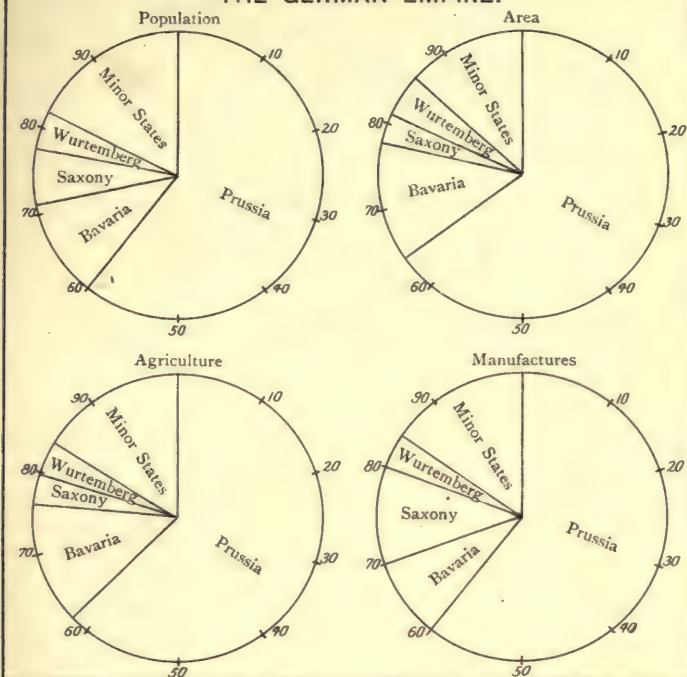 THE GERMAN EMPIRE.
Population
10
20
30
40
50
60
70
80
90
Prussia
Bavaria
Saxony
Wurtemberg
Minor States
Area
10
20
30
40
50
60
70
80
90
Prussia
Bavaria
Saxony
Wurtemberg
Minor States
Agriculture
10
20
30
40
50
60
70
80
90
Prussia
Bavaria
Saxony
Wurtemberg
Minor States
Manufactures
10
20
30
40
50
60
70
80
90
Prussia
Bavaria
Saxony
Wurtemberg
Minor States